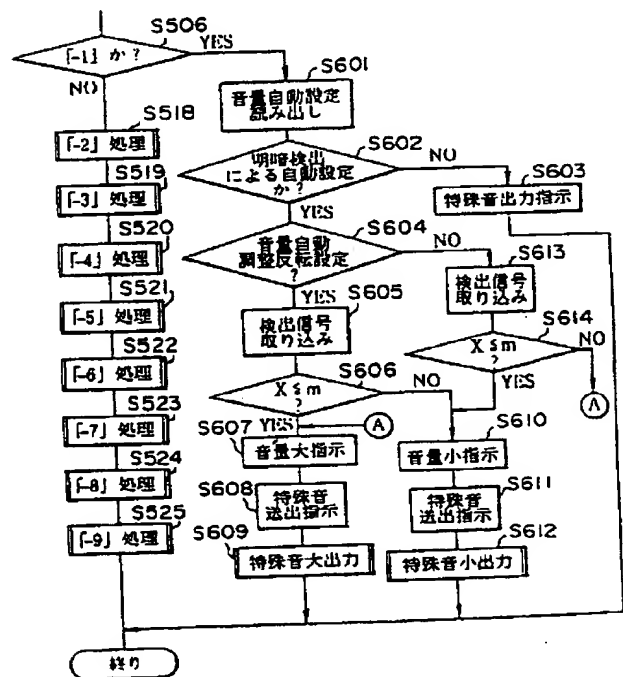 S506
「-1」か?
YES
NO
S601
音量自動設定
読み出し
S518
「-2」処理
S602
明暗検出
による自動設定
か?
NO
YES
S603
特殊音出力指示
S519
「-3」処理
S604
音量自動
調整反転設定
?
NO
YES
S613
検出信号
取り込み
S520
「-4」処理
S605
検出信号
取り込み
S521
「-5」処理
S614
X≦m
?
NO
YES
A
S522
「-6」処理
S606
X≦m
?
NO
YES
A
S523
「-7」処理
S607
音量大指示
S610
音量小指示
S524
「-8」処理
S608
特殊音
送出指示
S611
特殊音
送出指示
S525
「-9」処理
S609
特殊音大出力
S612
特殊音小出力
終り